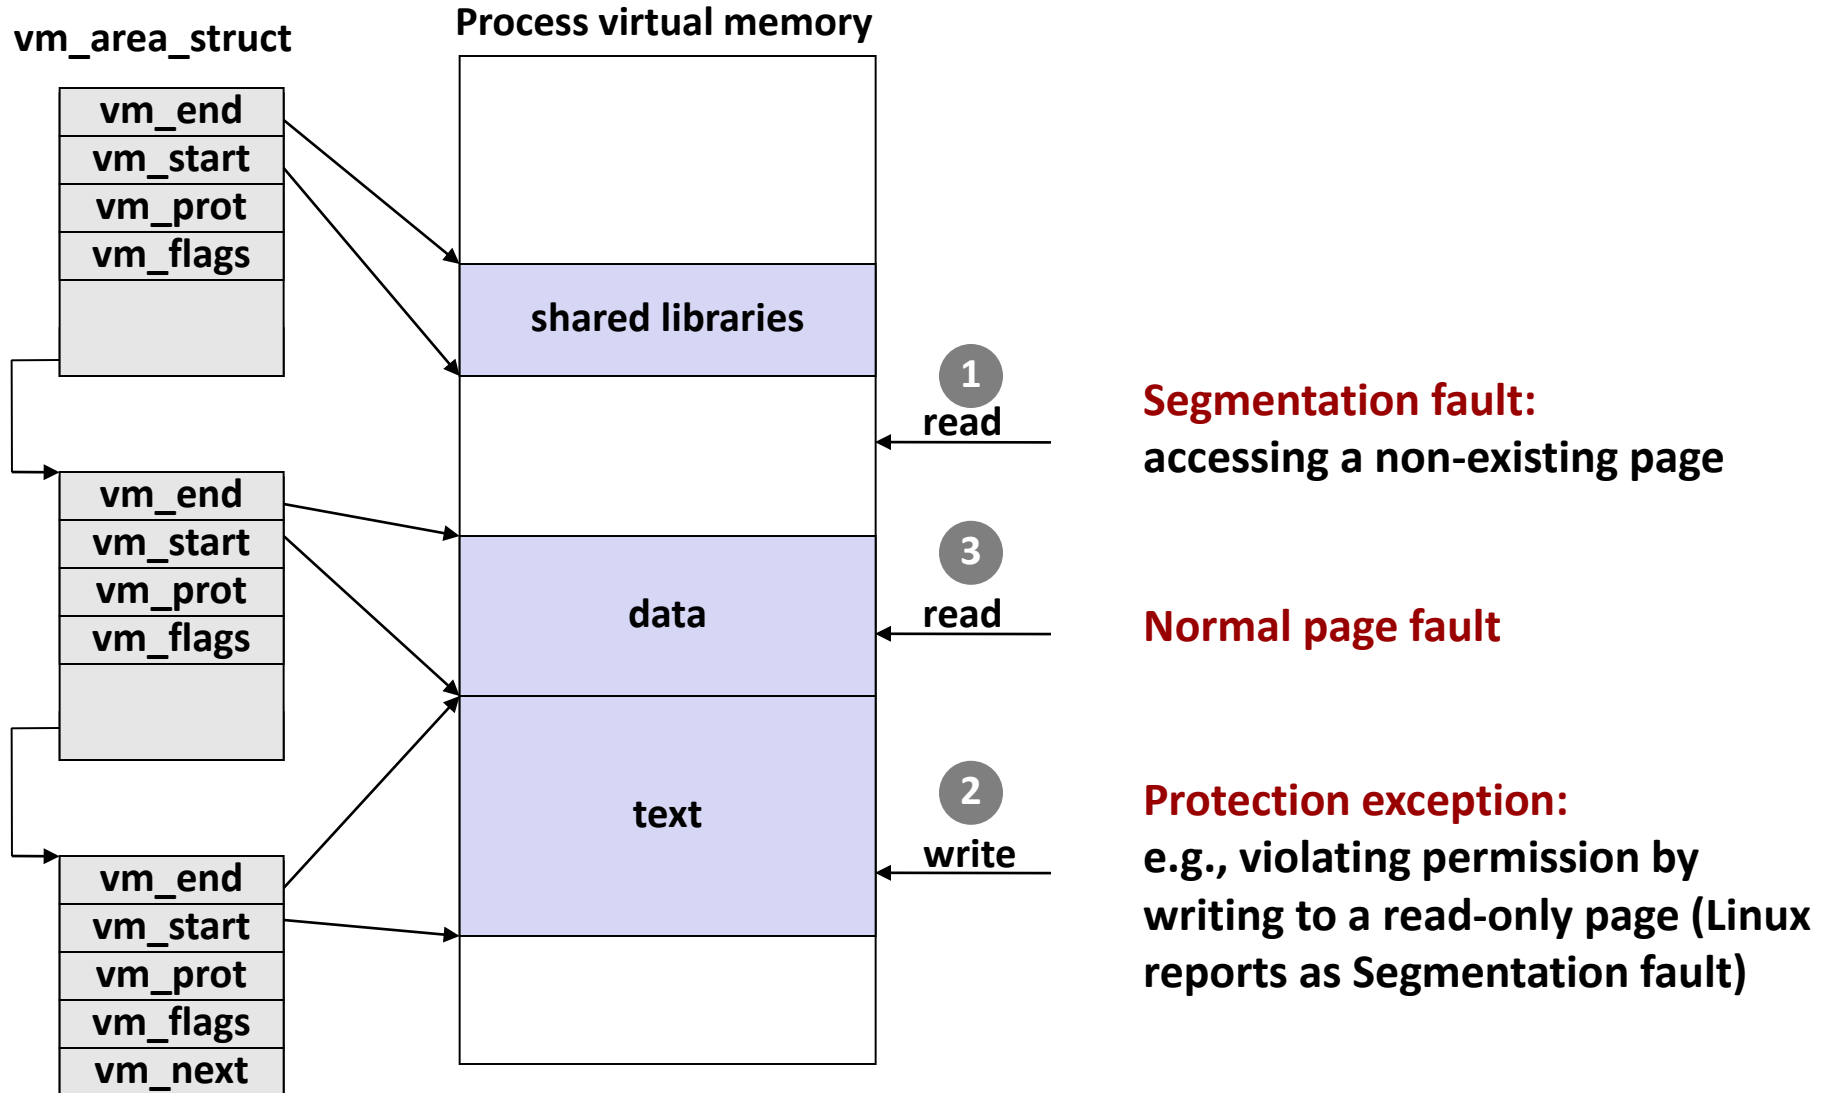 vm_area_struct
vm_end
vm_start
vm_prot
vm_flags
vm_end
vm_start
vm_prot
vm_flags
vm_end
vm_start
vm_prot
vm_flags
vm_next
Process virtual memory
shared libraries
data
text
1
read
3
read
2
write
Segmentation fault:
accessing a non-existing page
Normal page fault
Protection exception:
e.g., violating permission by
writing to a read-only page (Linux
reports as Segmentation fault)